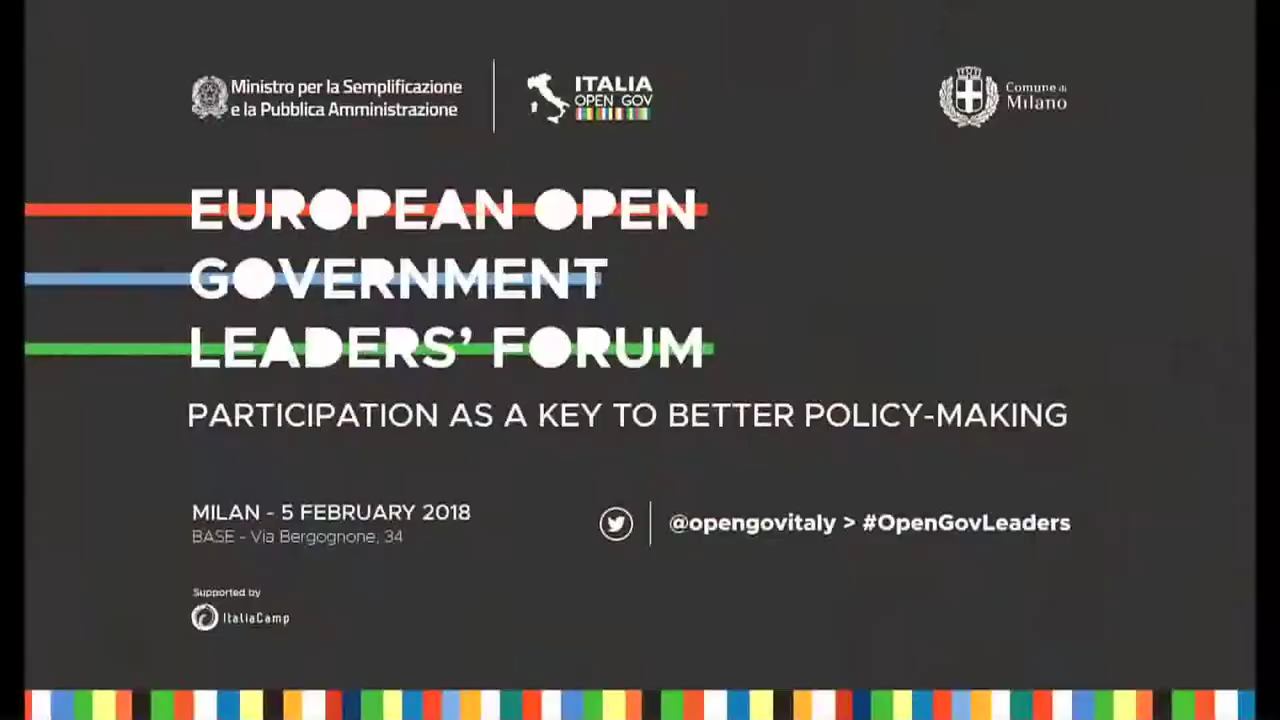 Ministro per la Semplificazione
e la Pubblica Amministrazione
ITALIA
OPEN GOV
Comune di
Milano
EUROPEAN OPEN
GOVERNMENT
LEADERS’ FORUM
PARTICIPATION AS A KEY TO BETTER POLICY-MAKING
MILAN - 5 FEBRUARY 2018
BASE - Via Bergognone, 34
@opengovitaly > #OpenGovLeaders
Supported by
ItaliaCamp